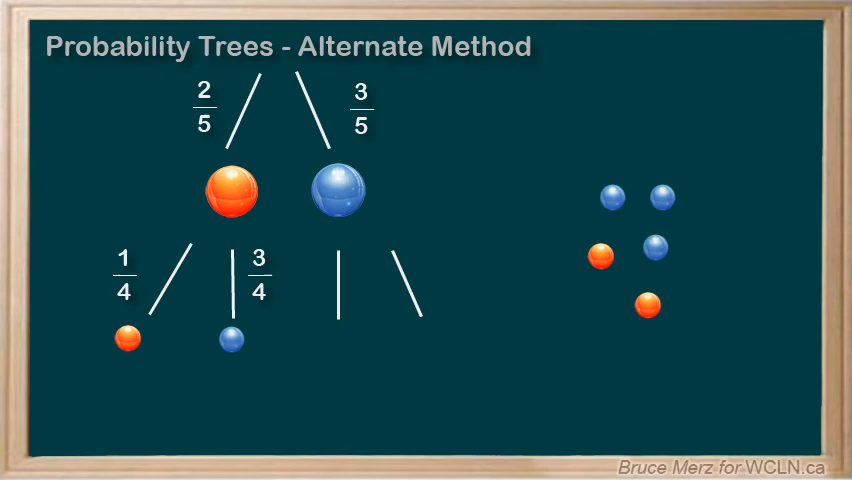 Probability Trees - Alternate Method
2/5
3/5
1/4
3/4
Bruce Merz for WCLN.ca